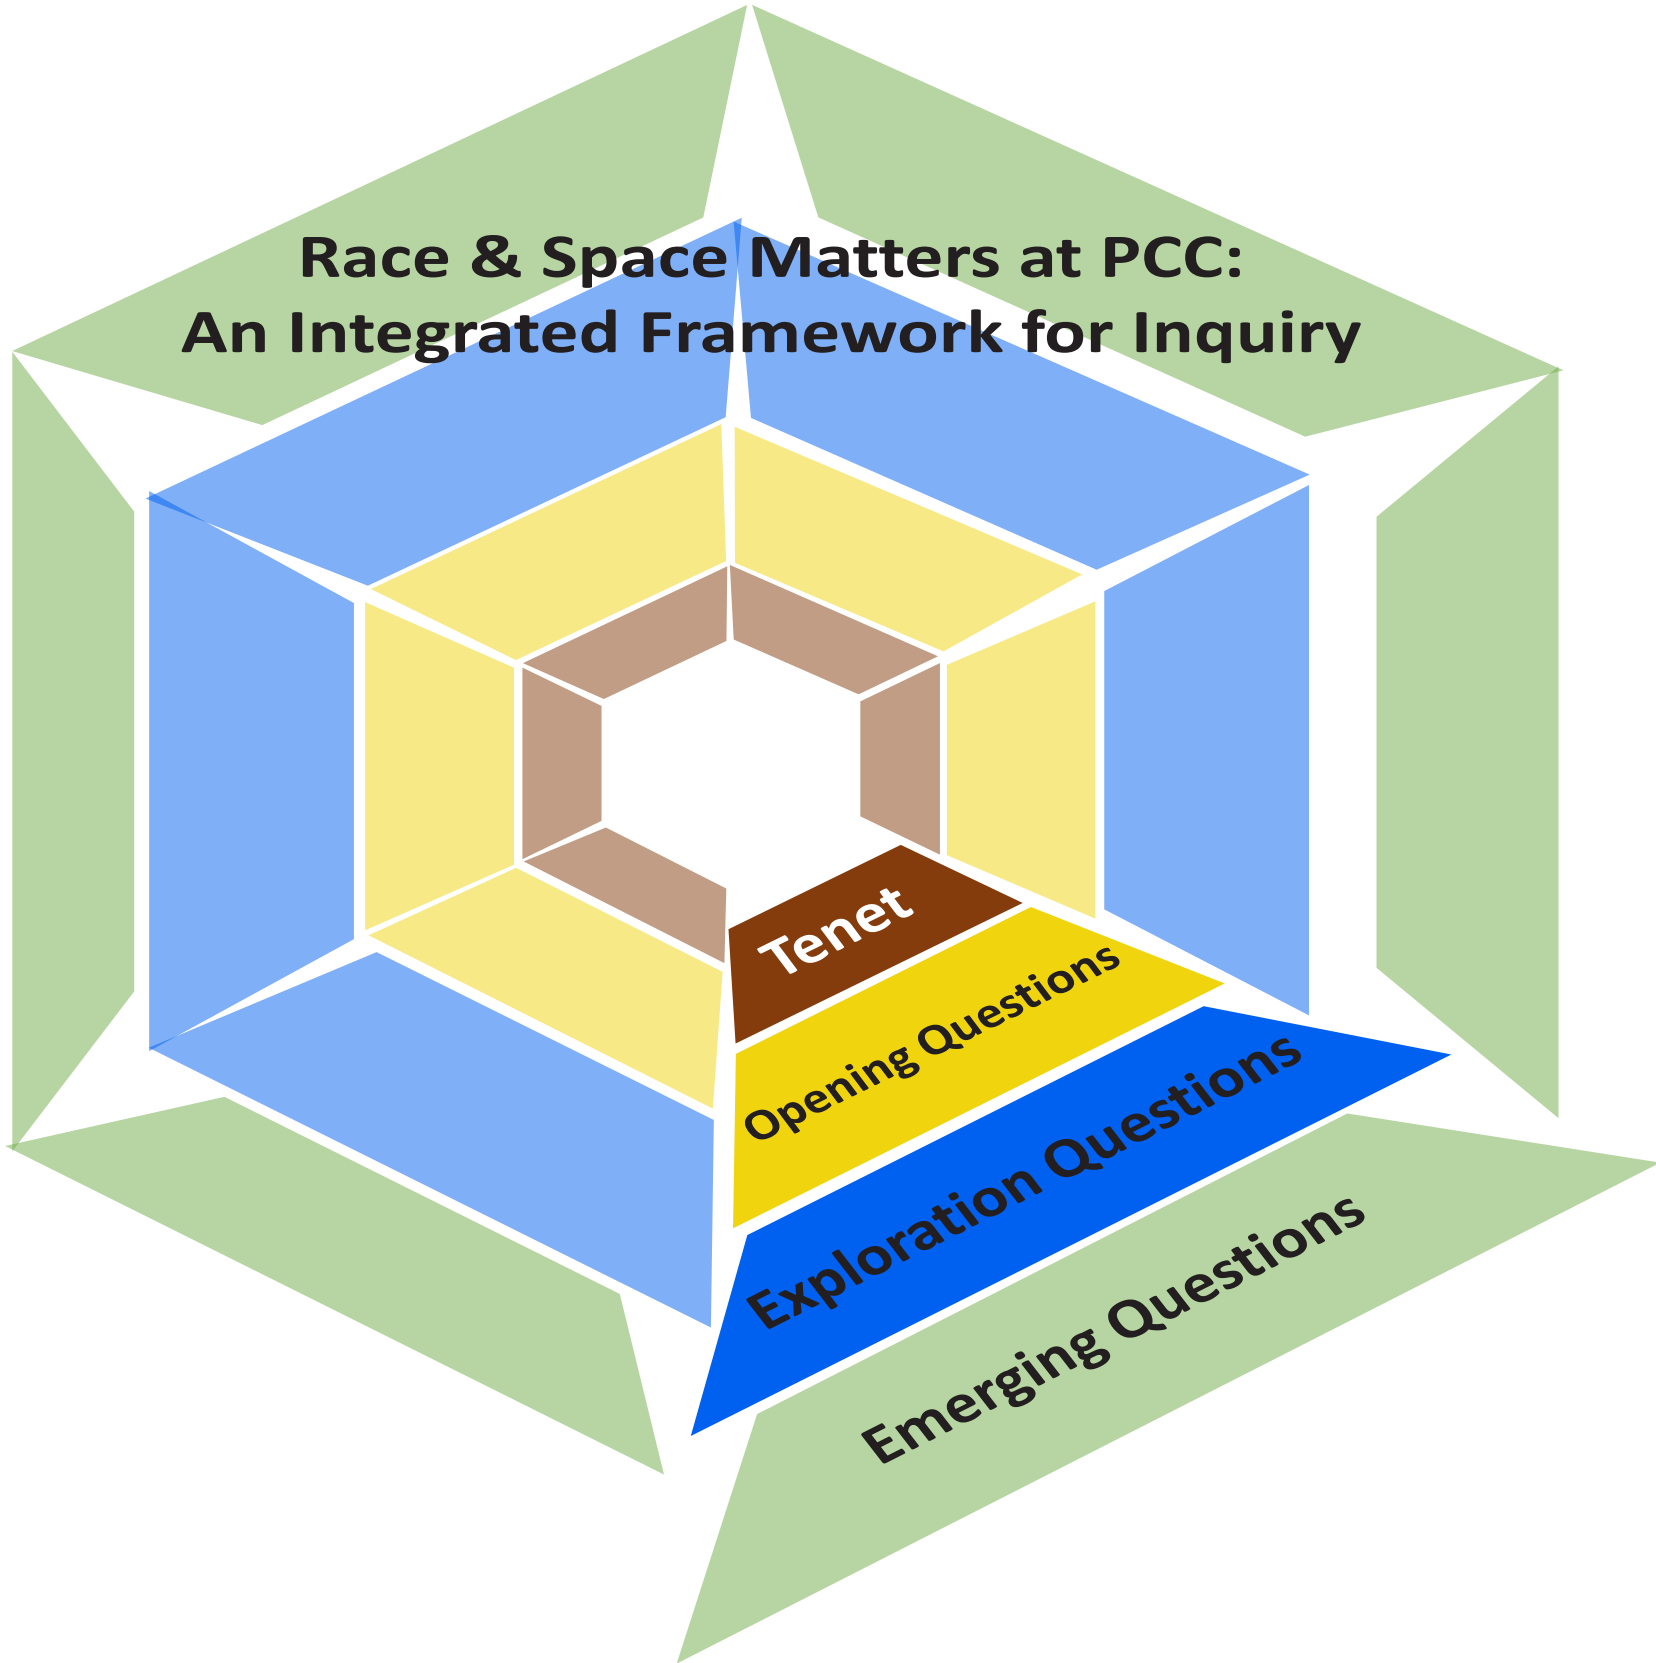 Race & Space Matters at PCC:
An Integrated Framework for Inquiry
Tenet
Opening Questions
Exploration Questions
Emerging Questions